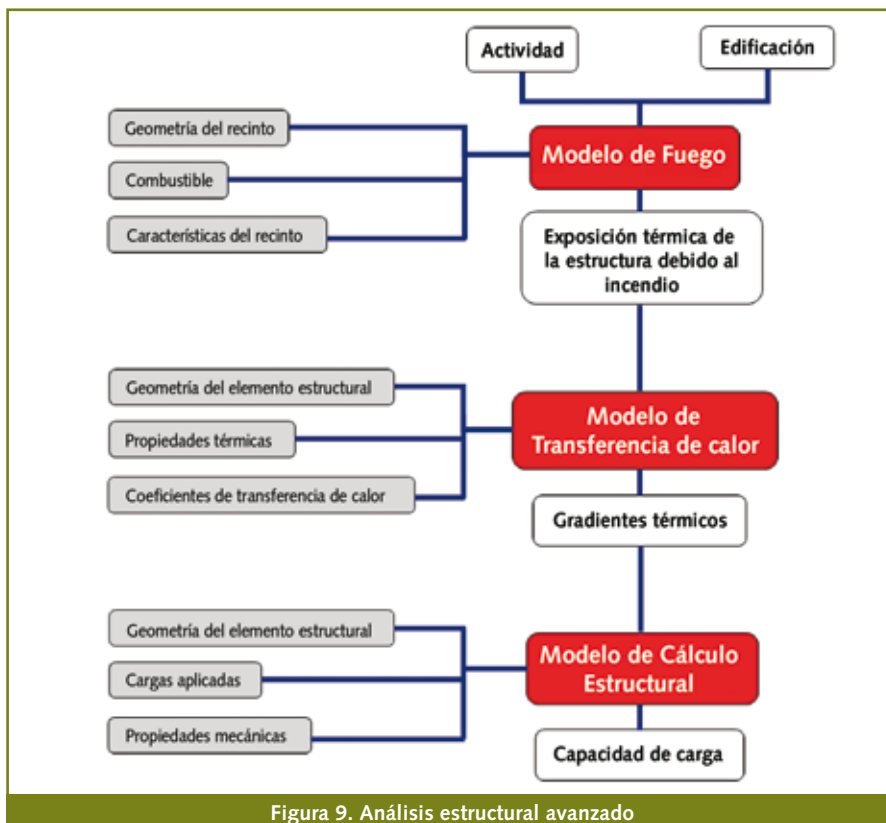 Actividad
Edificación
Geometría del recinto
Combustible
Características del recinto
Modelo de Fuego
Exposición térmica de
la estructura debido al
incendio
Geometría del elemento estructural
Propiedades térmicas
Coeficientes de transferencia de calor
Modelo de
Transferencia de calor
Gradientes térmicos
Geometría del elemento estructural
Cargas aplicadas
Propiedades mecánicas
Modelo de Cálculo
Estructural
Capacidad de carga
Figura 9. Análisis estructural avanzado